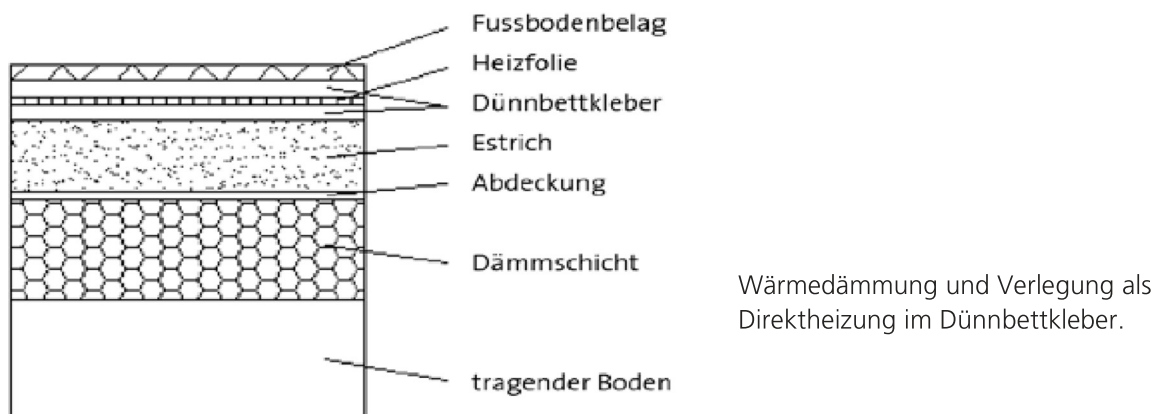 Fussbodenbelag
Heizfolie
Dünnbettkleber
Estrich
Abdeckung
Dämmschicht
tragender Boden
Wärmedämmung und Verlegung als
Direktheizung im Dünnbettkleber.